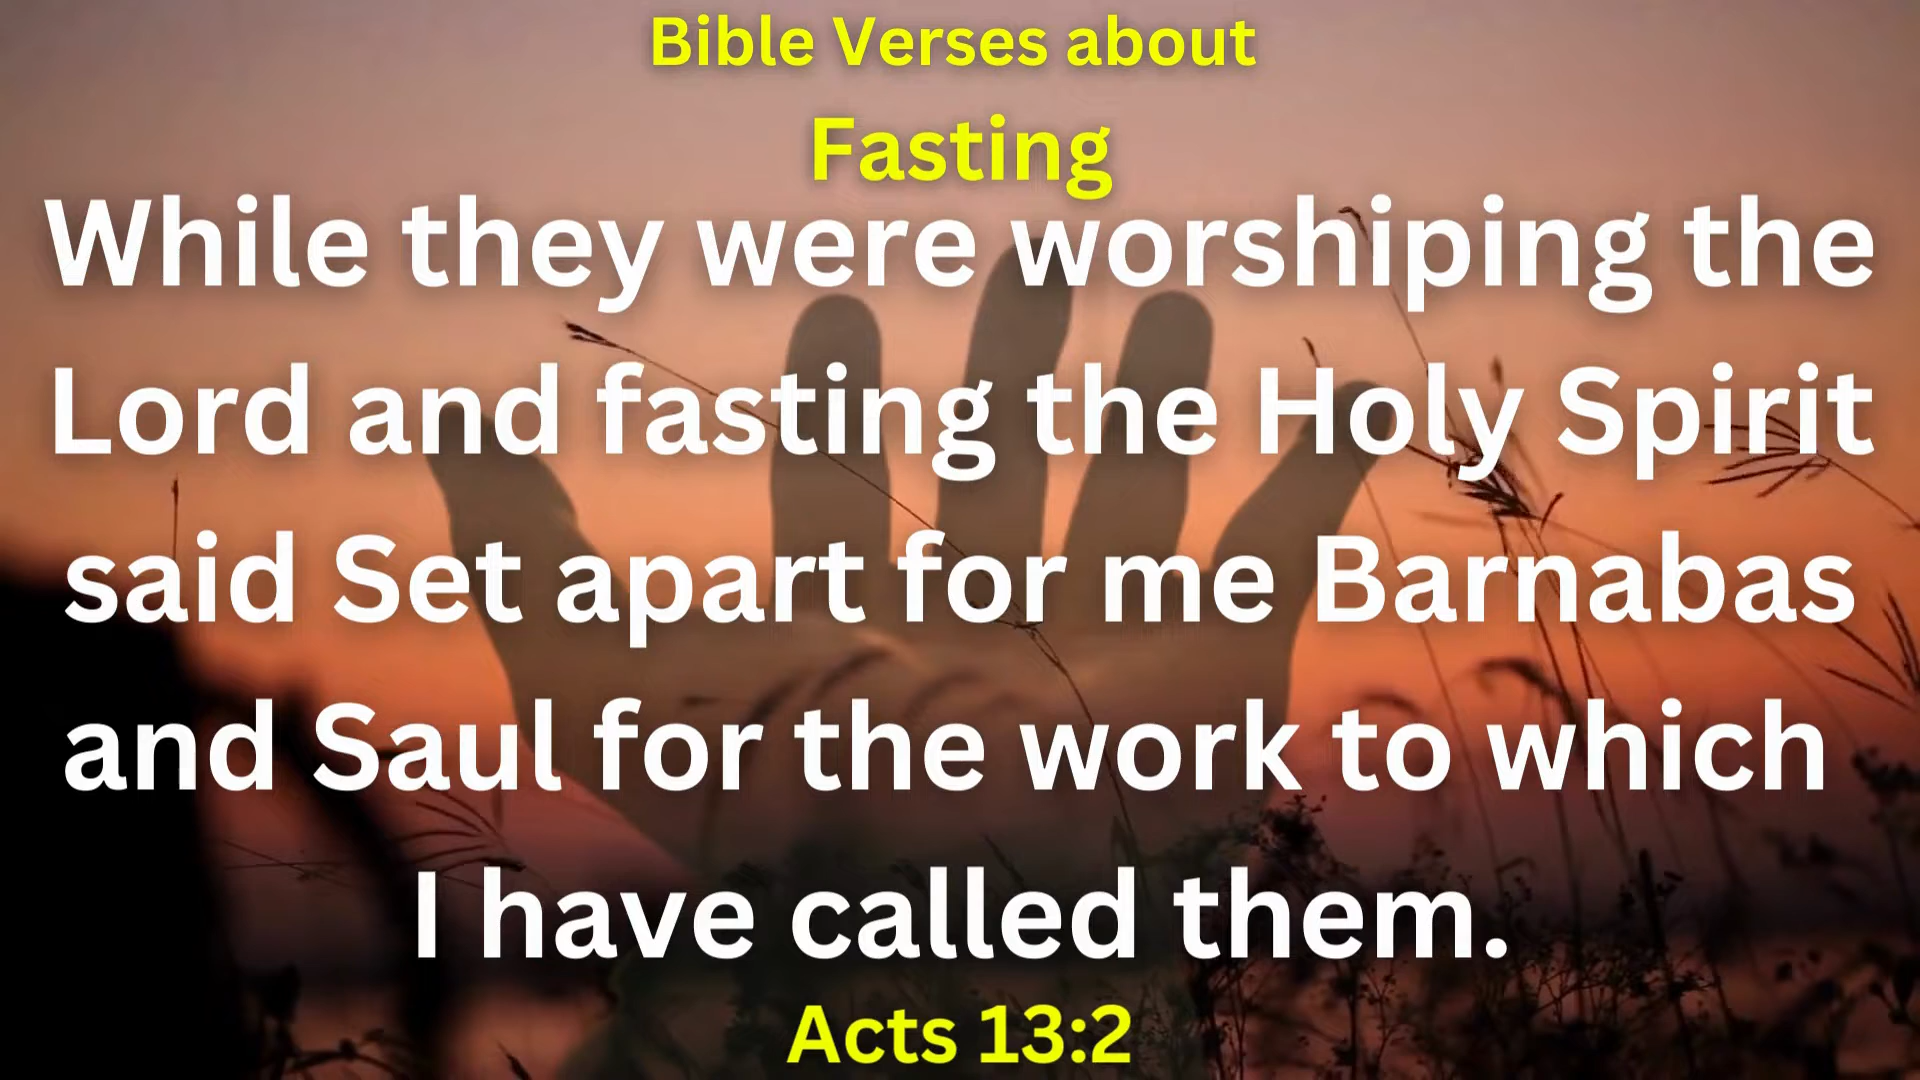 Bible Verses about
Fasting
While they were worshiping the
Lord and fasting the Holy Spirit
said Set apart for me Barnabas
and Saul for the work to which
I have called them.
Acts 13:2